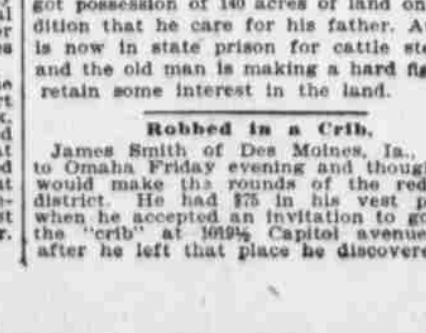 got possession of 140 acres of land on
dition that he care for his father. A
is now in state prison for cattle ste
and the old man is making a hard fig
retain some interest in the land.
Robbed in a Crib.
James Smith of Des Moines, Ia.,
to Omaha Friday evening and though
would make the rounds of the red
district. He had $75 in his vest p
when he accepted an invitation to go
the "crib" at 1019½ Capitol avenue
after he left that place he discovere